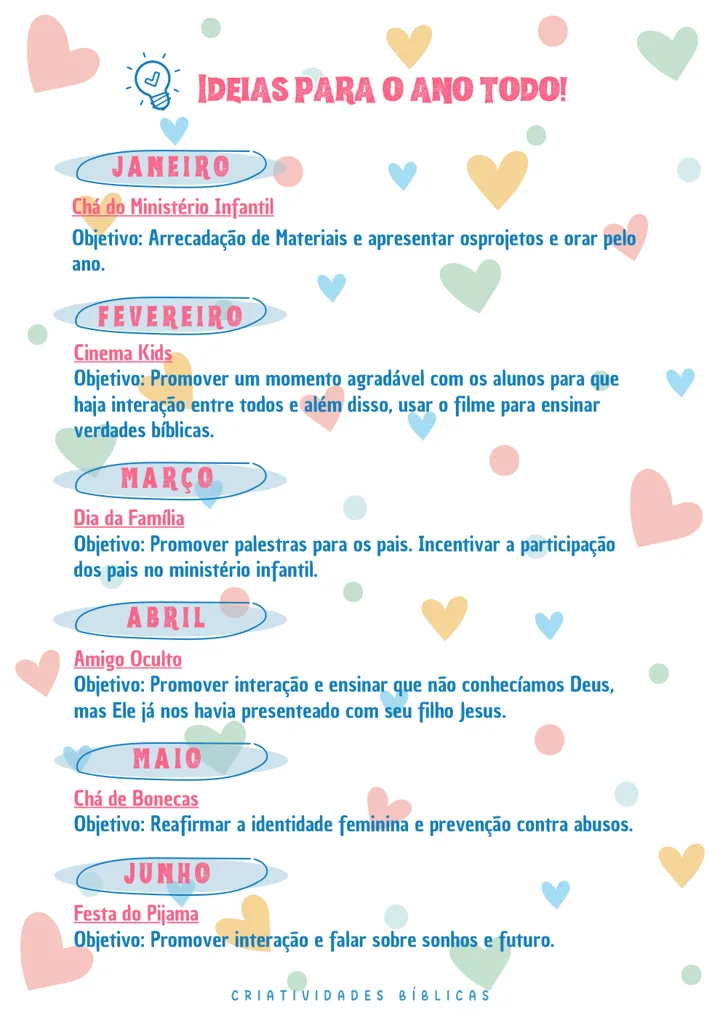 IDEIAS PARA O ANO TODO!
JANEIRO
Chá do Ministério Infantil
Objetivo: Arrecadação de Materiais e apresentar osprojetos e orar pelo
ano.
FEVEREIRO
Cinema Kids
Objetivo: Promover um momento agradável com os alunos para que
haja interação entre todos e além disso, usar o filme para ensinar
verdades bíblicas.
MARÇO
Dia da Família
Objetivo: Promover palestras para os pais. Incentivar a participação
dos pais no ministério infantil.
ABRIL
Amigo Oculto
Objetivo: Promover interação e ensinar que não conhecíamos Deus,
mas Ele já nos havia presenteado com seu filho Jesus.
MAIO
Chá de Bonecas
Objetivo: Reafirmar a identidade feminina e prevenção contra abusos.
JUNHO
Festa do Pijama
Objetivo: Promover interação e falar sobre sonhos e futuro.
CRIATIVIDADES BÍBLICAS